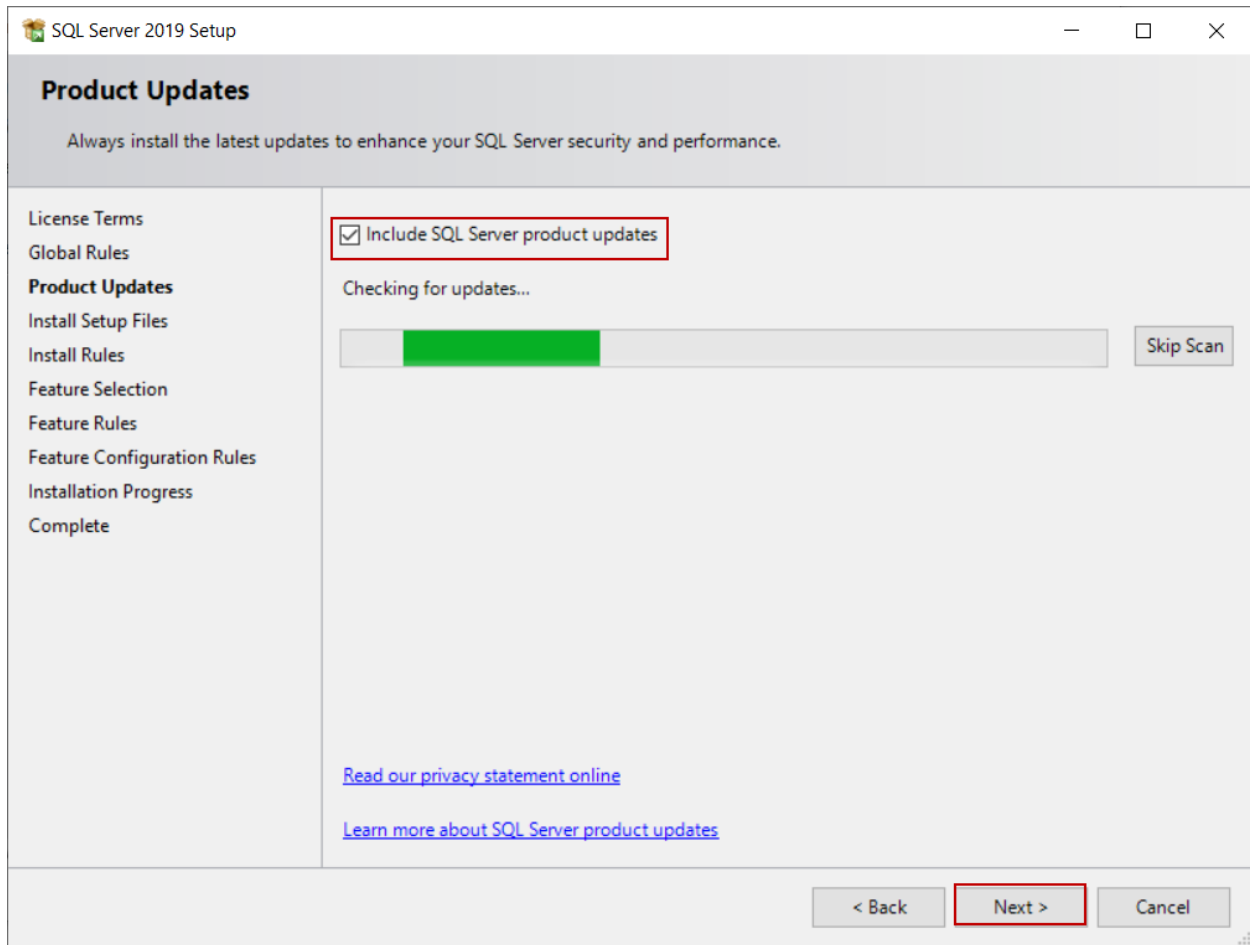 SQL Server 2019 Setup
Product Updates
Always install the latest updates to enhance your SQL Server security and performance.
License Terms
Global Rules
Product Updates
Install Setup Files
Install Rules
Feature Selection
Feature Rules
Feature Configuration Rules
Installation Progress
Complete
Include SQL Server product updates
Checking for updates...
Skip Scan
Read our privacy statement online
Learn more about SQL Server product updates
< Back
Next >
Cancel